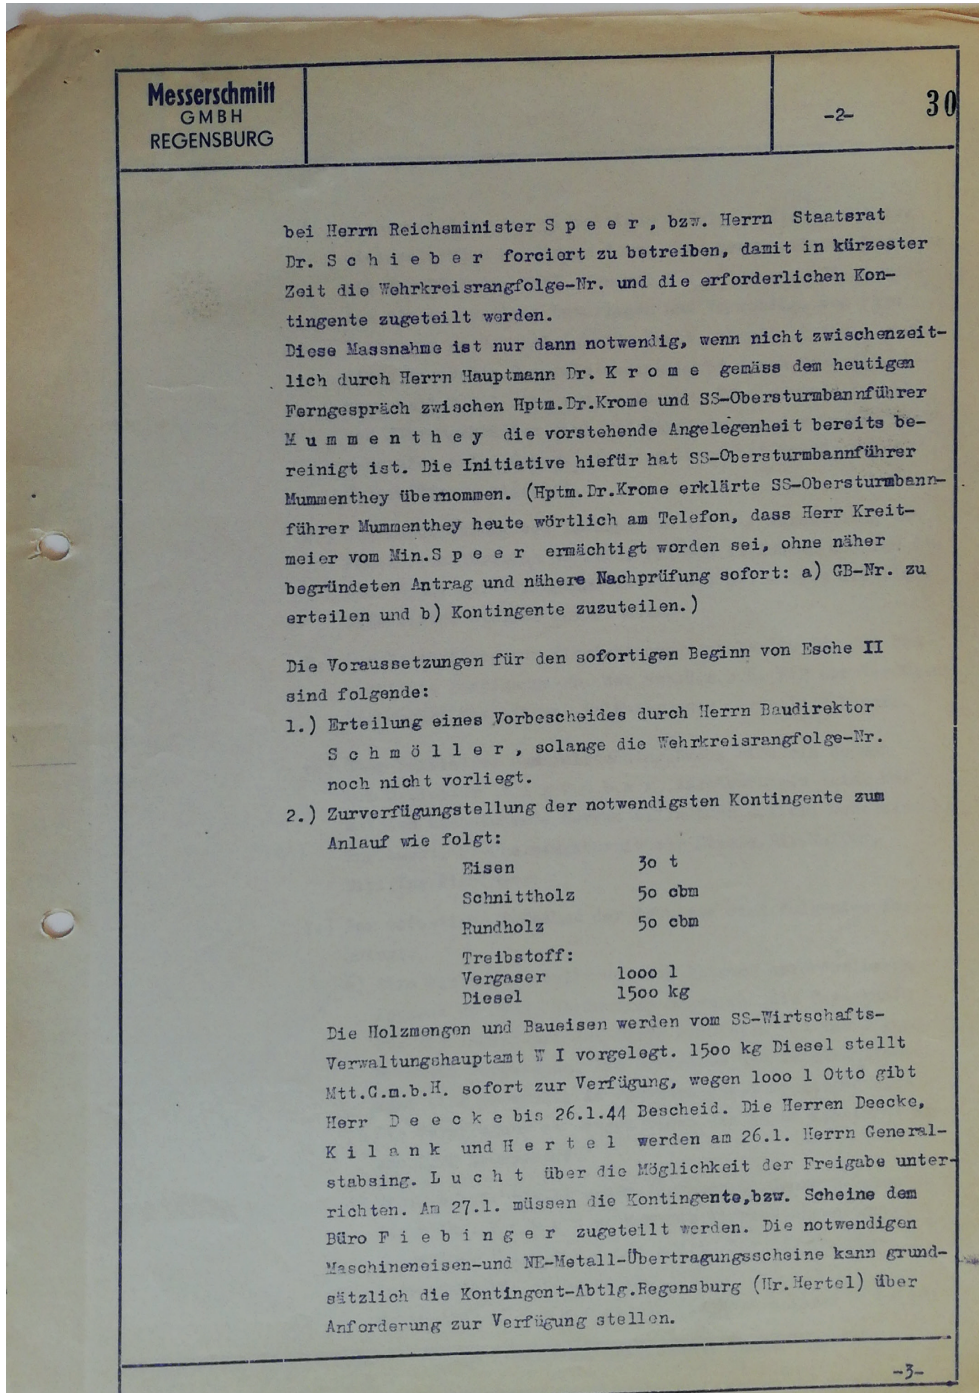 Messerschmitt
GMBH
REGENSBURG
-2-
30
bei Herrn Reichsminister S p e e r , bzw. Herrn Staatsrat
Dr. S c h i e b e r forciert zu betreiben, damit in kürzester
Zeit die Wehrkreisrangfolge-Nr. und die erforderlichen Kon-
tingente zugeteilt werden.
Diese Massnahme ist nur dann notwendig, wenn nicht zwischenzeit-
lich durch Herrn Hauptmann Dr. K r o m e gemäss dem heutigen
Ferngespräch zwischen Hptm.Dr.Krome und SS-Obersturmbannführer
M u m m e n t h e y die vorstehende Angelegenheit bereits be-
reinigt ist. Die Initiative hiefür hat SS-Obersturmbannführer
Mummenthey übernommen. (Hptm.Dr.Krome erklärte SS-Obersturmbann-
führer Mummenthey heute wörtlich am Telefon, dass Herr Kreit-
meier vom Min.S p e e r ermächtigt worden sei, ohne näher
begründeten Antrag und nähere Nachprüfung sofort: a) GB-Nr. zu
erteilen und b) Kontingente zuzuteilen.)
Die Voraussetzungen für den sofortigen Beginn von Esche II
sind folgende:
1.) Erteilung eines Vorbescheides durch Herrn Baudirektor
S c h m ö l l e r , solange die Wehrkreisrangfolge-Nr.
noch nicht vorliegt.
2.) Zurverfügungstellung der notwendigsten Kontingente zum
Anlauf wie folgt:
Eisen 3o t
Schnittholz 5o cbm
Rundholz 5o cbm
Treibstoff:
Vergaser looo l
Diesel 15oo kg
Die Holzmengen und Baueisen werden vom SS-Wirtschafts-
Verwaltungshauptamt W I vorgelegt. 15oo kg Diesel stellt
Mtt.G.m.b.H. sofort zur Verfügung, wegen looo l Otto gibt
Herr D e e c k e bis 26.1.44 Bescheid. Die Herren Deecke,
K i l a n k und H e r t e l werden am 26.1. Herrn General-
stabsing. L u c h t über die Möglichkeit der Freigabe unter-
richten. Am 27.1. müssen die Kontingente,bzw. Scheine dem
Büro F i e b i n g e r zugeteilt werden. Die notwendigen
Maschineneisen-und NE-Metall-Übertragungsscheine kann grund-
sätzlich die Kontingent-Abtlg.Regensburg (Hr.Hertel) über
Anforderung zur Verfügung stellen.
-3-